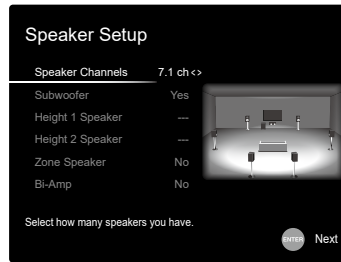 Speaker Setup
Speaker Channels 7.1 ch <>
Subwoofer Yes
Height 1 Speaker ---
Height 2 Speaker ---
Zone Speaker No
Bi-Amp No
Select how many speakers you have.
ENTER Next